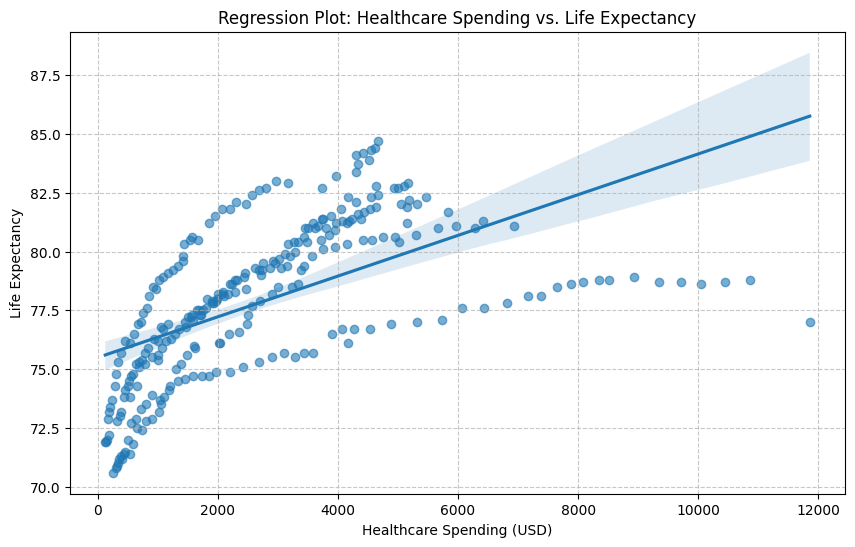 Regression Plot: Healthcare Spending vs. Life Expectancy
Life Expectancy
87.5
85.0
82.5
80.0
77.5
75.0
72.5
70.0
0 2000 4000 6000 8000 10000 12000
Healthcare Spending (USD)